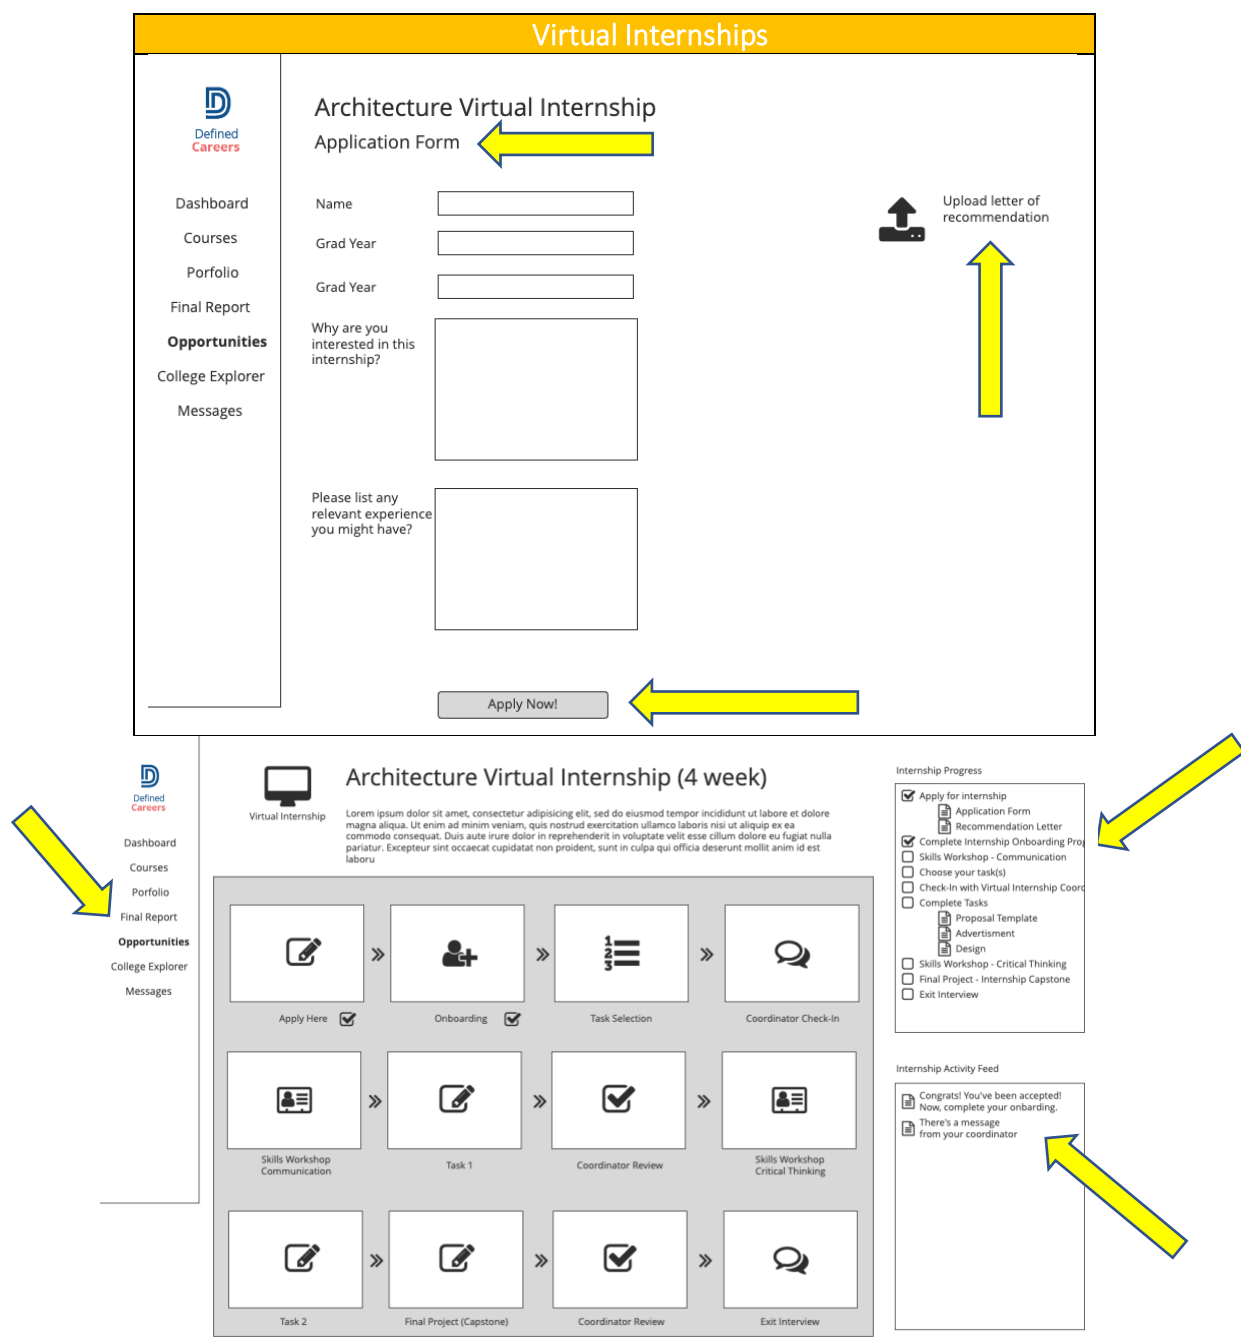 Virtual Internships
Defined
Careers
Dashboard
Courses
Porfolio
Final Report
Opportunities
College Explorer
Messages
Architecture Virtual Internship
Application Form
Name
Grad Year
Grad Year
Why are you
interested in this
internship?
Please list any
relevant experience
you might have?
Apply Now!
Upload letter of
recommendation
Defined
Careers
Dashboard
Courses
Porfolio
Final Report
Opportunities
College Explorer
Messages
Virtual Internship
Architecture Virtual Internship (4 week)
Lorem ipsum dolor sit amet, consectetur adipisicing elit, sed do eiusmod tempor incididunt ut labore et dolore
magna aliqua. Ut enim ad minim veniam, quis nostrud exercitation ullamco laboris nisi ut aliquip ex ea
commodo consequat. Duis aute irure dolor in reprehenderit in voluptate velit esse cillum dolore eu fugiat nulla
pariatur. Excepteur sint occaecat cupidatat non proident, sunt in culpa qui officia deserunt mollit anim id est
laboru
1
2
3
Apply Here
Onboarding
Task Selection
Coordinator Check-In
Skills Workshop
Communication
Task 1
Coordinator Review
Skills Workshop
Critical Thinking
Task 2
Final Project (Capstone)
Coordinator Review
Exit Interview
Internship Progress
Apply for internship
Application Form
Recommendation Letter
Complete Internship Onboarding Prog
Skills Workshop - Communication
Choose your task(s)
Check-In with Virtual Internship Coord
Complete Tasks
Proposal Template
Advertisment
Design
Skills Workshop - Critical Thinking
Final Project - Internship Capstone
Exit Interview
Internship Activity Feed
Congrats! You've been accepted!
Now, complete your onbarding.
There's a message
from your coordinator